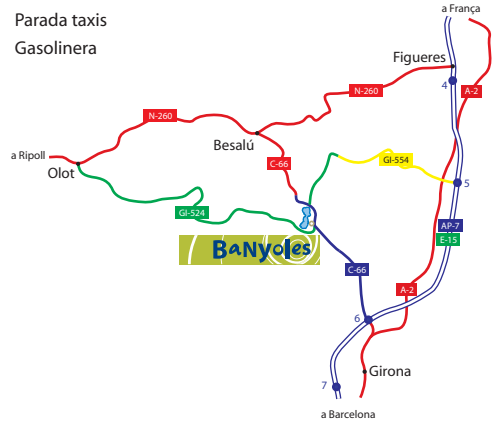 Parada taxis
a França
Gasolinera
Figueres
4
N-260
A-2
N-260
Besalú
a Ripoll
Olot
C-66
GI-554
5
GI-524
AP-7
E-15
BaNyoles
C-66
A-2
6
Girona
7
a Barcelona